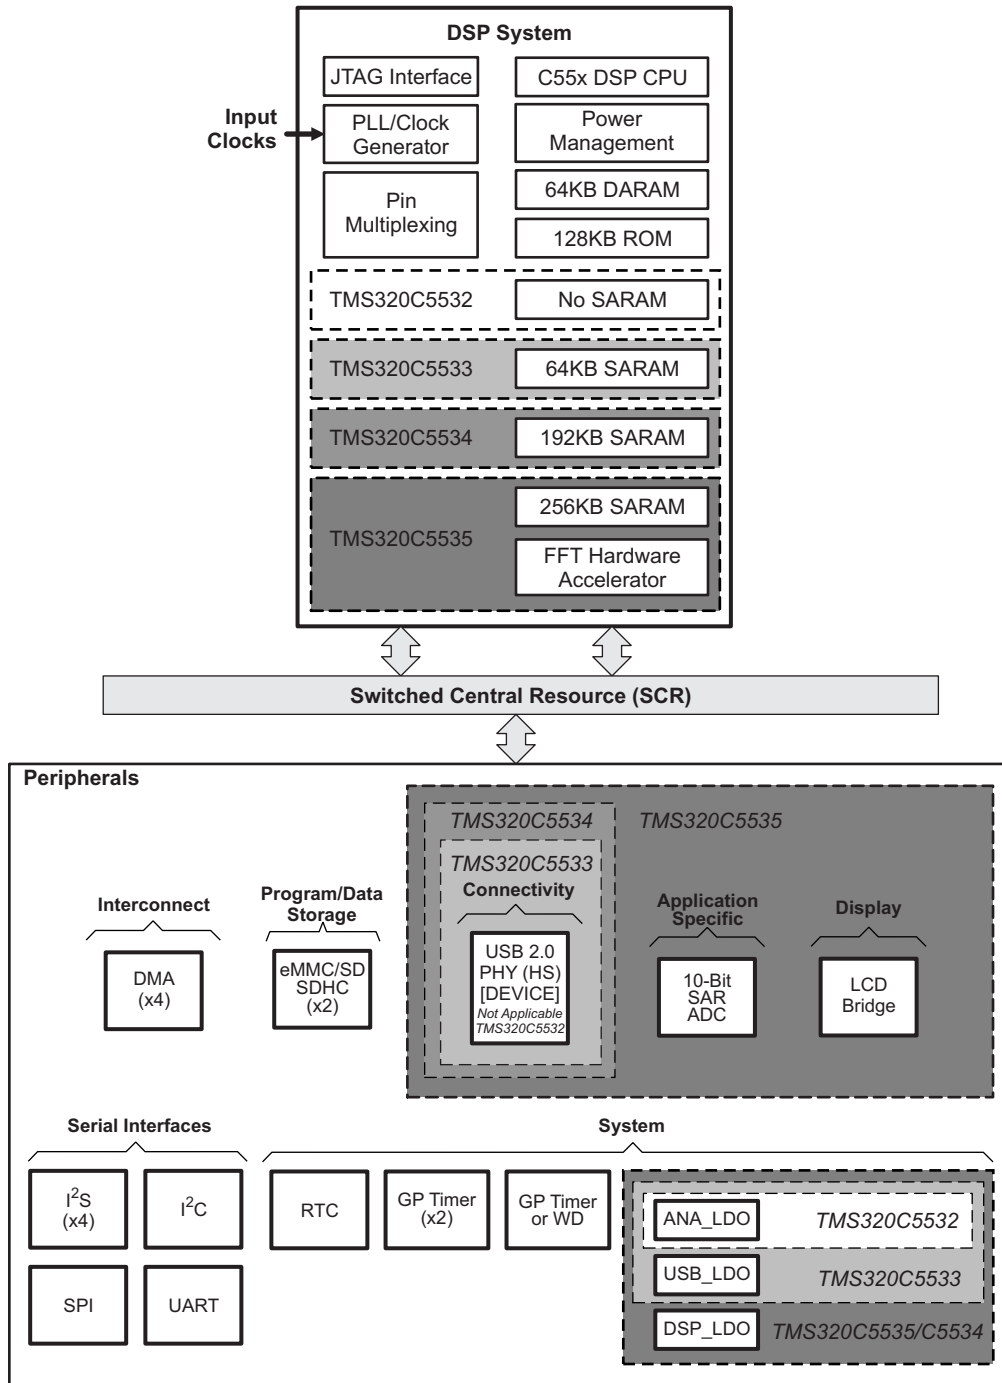 DSP System
JTAG Interface
C55x DSP CPU
Input
Clocks
PLL/Clock
Generator
Power
Management
Pin
Multiplexing
64KB DARAM
128KB ROM
TMS320C5532
No SARAM
TMS320C5533
64KB SARAM
TMS320C5534
192KB SARAM
TMS320C5535
256KB SARAM
FFT Hardware
Accelerator
Switched Central Resource (SCR)
Peripherals
TMS320C5534
TMS320C5535
TMS320C5533
Interconnect
DMA
(x4)
Program/Data
Storage
eMMC/SD
SDHC
(x2)
Connectivity
USB 2.0
PHY (HS)
[DEVICE]
Not Applicable
TMS320C5532
Application
Specific
10-Bit
SAR
ADC
Display
LCD
Bridge
Serial Interfaces
I²S
(x4)
I²C
SPI
UART
System
RTC
GP Timer
(x2)
GP Timer
or WD
ANA_LDO
TMS320C5532
USB_LDO
TMS320C5533
DSP_LDO
TMS320C5535/C5534